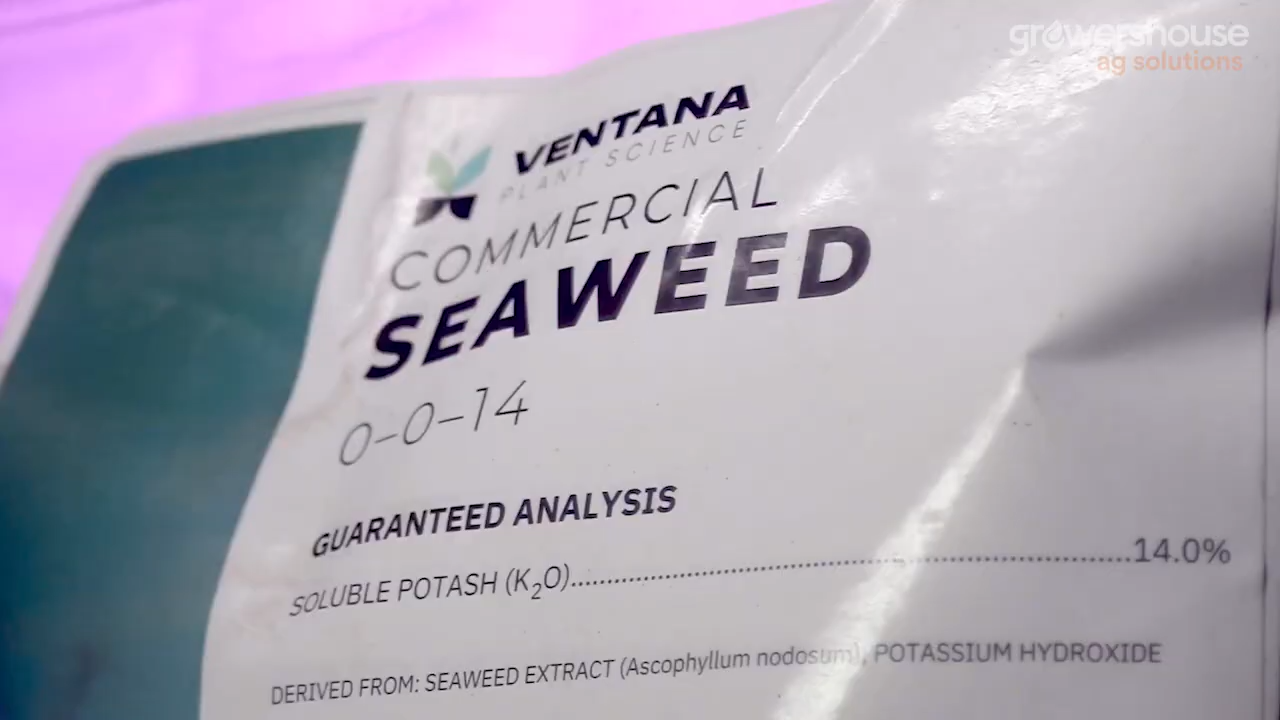 growershouse
ag solutions
VENTANA
PLANT SCIENCE
COMMERCIAL
SEAWEED
0-0-14
GUARANTEED ANALYSIS
SOLUBLE POTASH (K₂O)..........14.0%
DERIVED FROM: SEAWEED EXTRACT (Ascophyllum nodosum), POTASSIUM HYDROXIDE